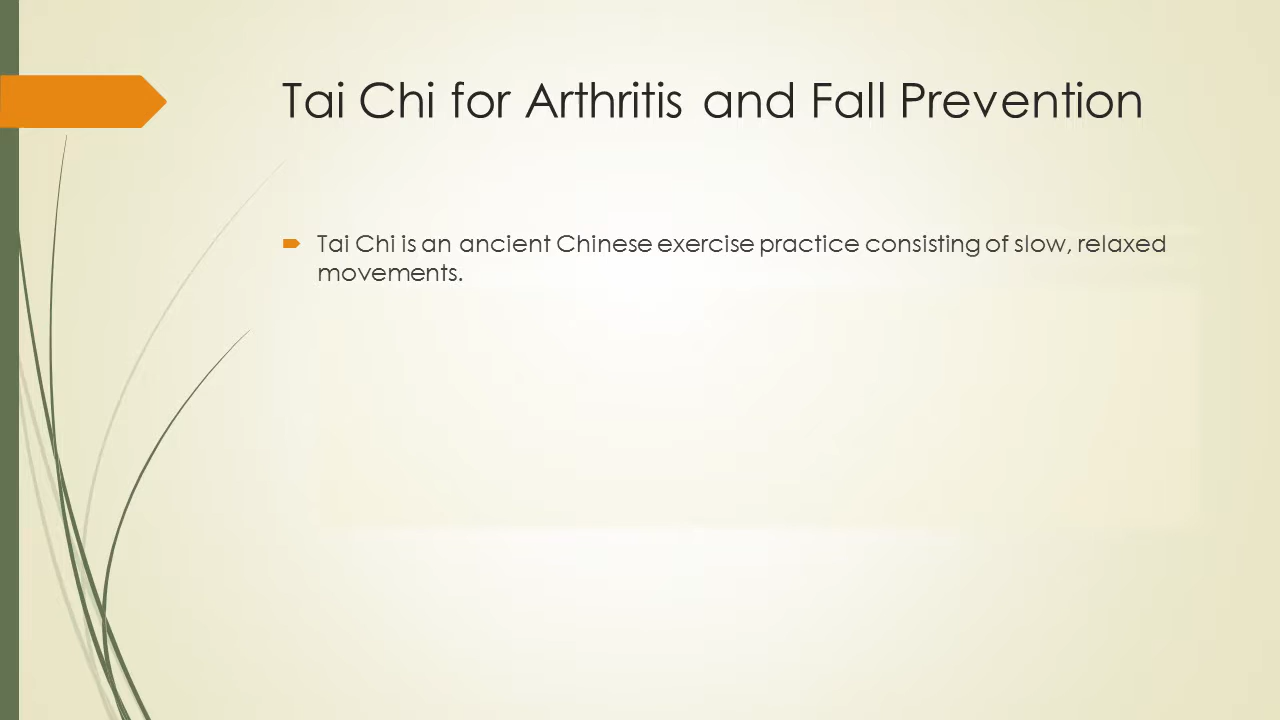 Tai Chi for Arthritis and Fall Prevention
Tai Chi is an ancient Chinese exercise practice consisting of slow, relaxed
movements.